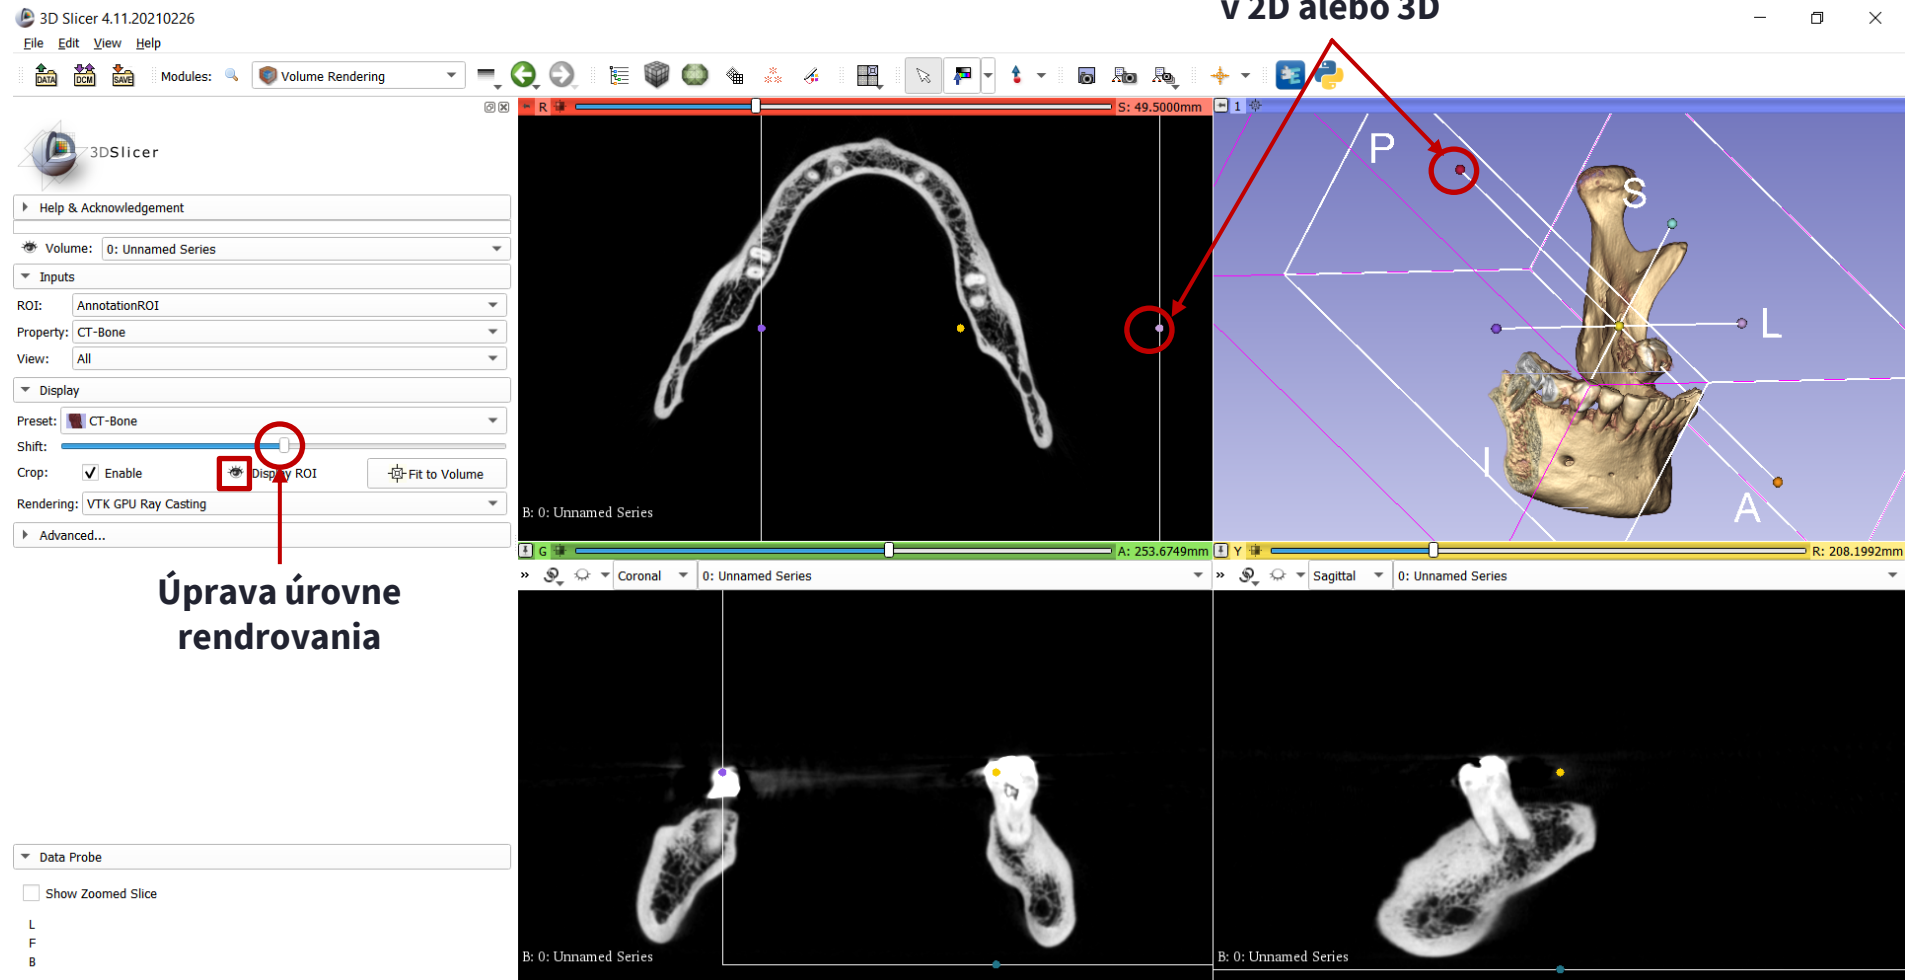 v 2D alebo 3D
3D Slicer 4.11.20210226
File Edit View Help
DATA DCM SAVE Modules: Volume Rendering
R S: 49.5000mm
1
3DSlicer
Help & Acknowledgement
Volume: 0: Unnamed Series
Inputs
ROI: AnnotationROI
Property: CT-Bone
View: All
Display
Preset: CT-Bone
Shift:
Crop: Enable Display ROI Fit to Volume
Rendering: VTK GPU Ray Casting
Advanced...
Úprava úrovne
rendrovania
Data Probe
Show Zoomed Slice
L
F
B
B: 0: Unnamed Series
P
S
L
I
A
G A: 253.6749mm
» Coronal 0: Unnamed Series
B: 0: Unnamed Series
Y R: 208.1992mm
» Sagittal 0: Unnamed Series
B: 0: Unnamed Series